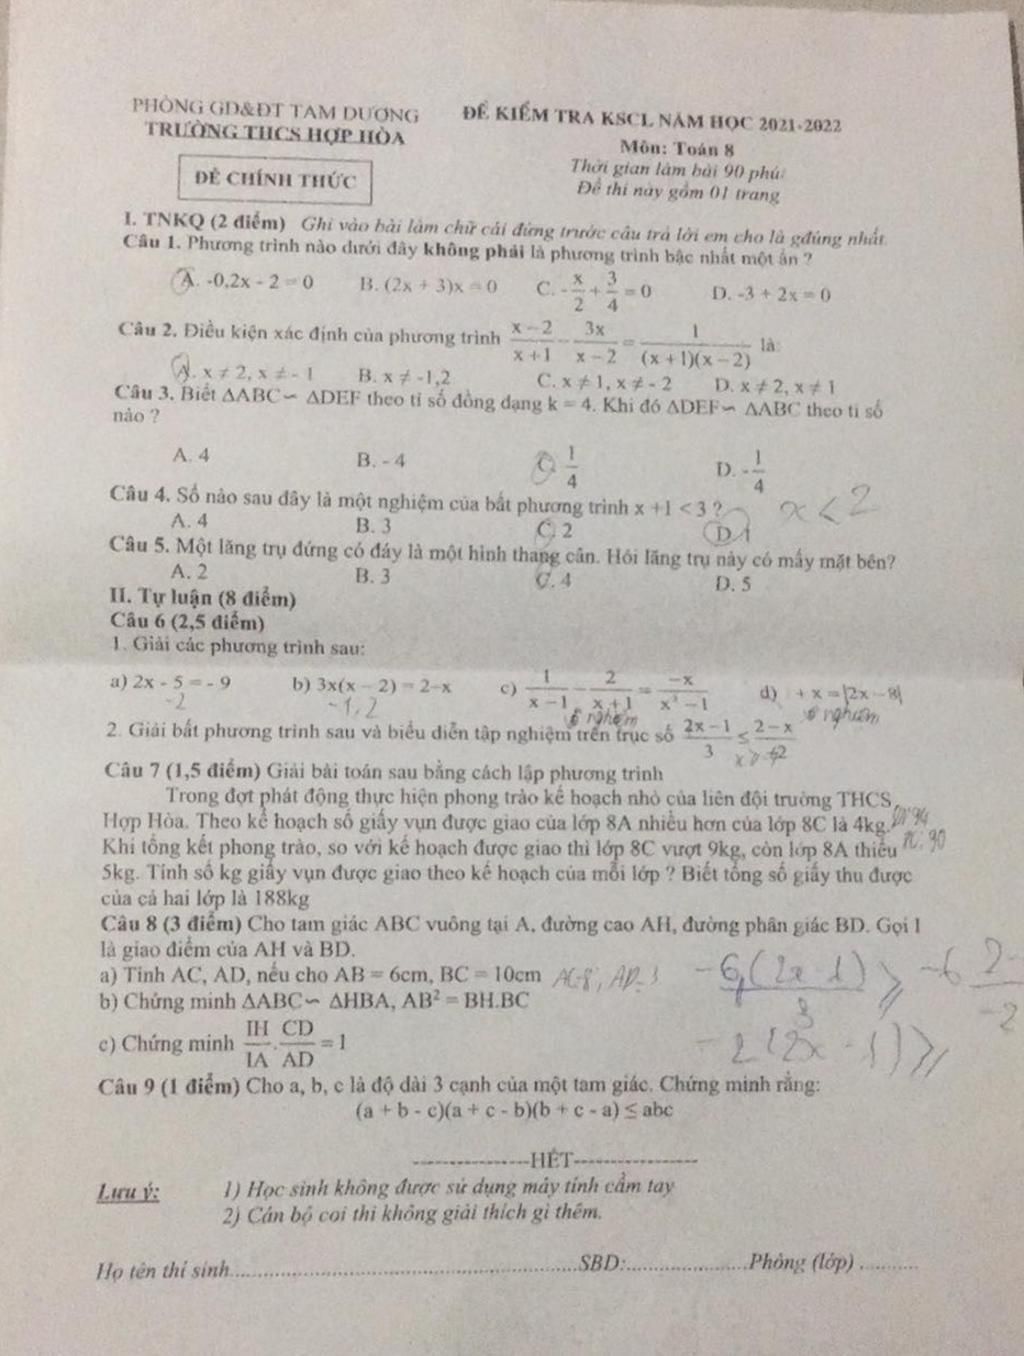 PHÒNG GD&ĐT TAM DƯƠNG
TRƯỜNG THCS HỢP HÒA
ĐỀ CHÍNH THỨC
ĐỀ KIỂM TRA KSCL NĂM HỌC 2021-2022
Môn: Toán 8
Thời gian làm bài 90 phút
Đề thi này gồm 01 trang
I. TNKQ (2 điểm) Ghi vào bài làm chữ cái đứng trước câu trả lời em cho là gđúng nhất.
Câu 1. Phương trình nào dưới đây không phải là phương trình bậc nhất một ẩn ?
A. -0,2x - 2 = 0 B. (2x + 3)x = 0 C. -x/2 + 3/4 = 0 D. -3 + 2x = 0
Câu 2. Điều kiện xác định của phương trình (x-2)/(x+1) - 3x/(x-2) = 1/((x+1)(x-2)) là:
A. x ≠ 2, x ≠ - 1 B. x ≠ -1,2 C. x ≠ 1, x ≠ - 2 D. x ≠ 2, x ≠ 1
Câu 3. Biết ΔABC∽ ΔDEF theo tỉ số đồng dạng k = 4. Khi đó ΔDEF∽ ΔABC theo tỉ số
nào ?
A. 4 B. - 4 C. 1/4 D. -1/4
Câu 4. Số nào sau đây là một nghiệm của bất phương trình x +1 < 3 ? x < 2
A. 4 B. 3 C. 2 D. 1
Câu 5. Một lăng trụ đứng có đáy là một hình thang cân. Hỏi lăng trụ này có mấy mặt bên?
A. 2 B. 3 C. 4 D. 5
II. Tự luận (8 điểm)
Câu 6 (2,5 điểm)
1. Giải các phương trình sau:
a) 2x - 5 = - 9 b) 3x(x - 2) = 2-x c) 1/(x-1) - 2/(x+1) = -x/(x²-1) d) + x = |2x - 8|
-2 -1,2 nghiệm nghiệm
2. Giải bất phương trình sau và biểu diễn tập nghiệm trên trục số (2x-1)/3 ≤ (2-x)/-2
Câu 7 (1,5 điểm) Giải bài toán sau bằng cách lập phương trình
Trong đợt phát động thực hiện phong trào kế hoạch nhỏ của liên đội trường THCS
Hợp Hòa. Theo kế hoạch số giấy vụn được giao của lớp 8A nhiều hơn của lớp 8C là 4kg. 94
Khi tổng kết phong trào, so với kế hoạch được giao thì lớp 8C vượt 9kg, còn lớp 8A thiếu 90
5kg. Tính số kg giấy vụn được giao theo kế hoạch của mỗi lớp ? Biết tổng số giấy thu được
của cả hai lớp là 188kg
Câu 8 (3 điểm) Cho tam giác ABC vuông tại A, đường cao AH, đường phân giác BD. Gọi I
là giao điểm của AH và BD.
a) Tính AC, AD, nếu cho AB = 6cm, BC = 10cm AC=8, AD=3
b) Chứng minh ΔABC∽ ΔHBA, AB² = BH.BC
c) Chứng minh IH/IA . CD/AD = 1
-6(2x-1)/3 ≥ -6 2-/-2
-2(2x-1) ≥
Câu 9 (1 điểm) Cho a, b, c là độ dài 3 cạnh của một tam giác. Chứng minh rằng:
(a + b - c)(a + c - b)(b + c - a) ≤ abc
----------------HẾT-----------------
Lưu ý: 1) Học sinh không được sử dụng máy tính cầm tay
2) Cán bộ coi thi không giải thích gì thêm.
Họ tên thí sinh..................................................SBD:...................Phòng (lớp) .........